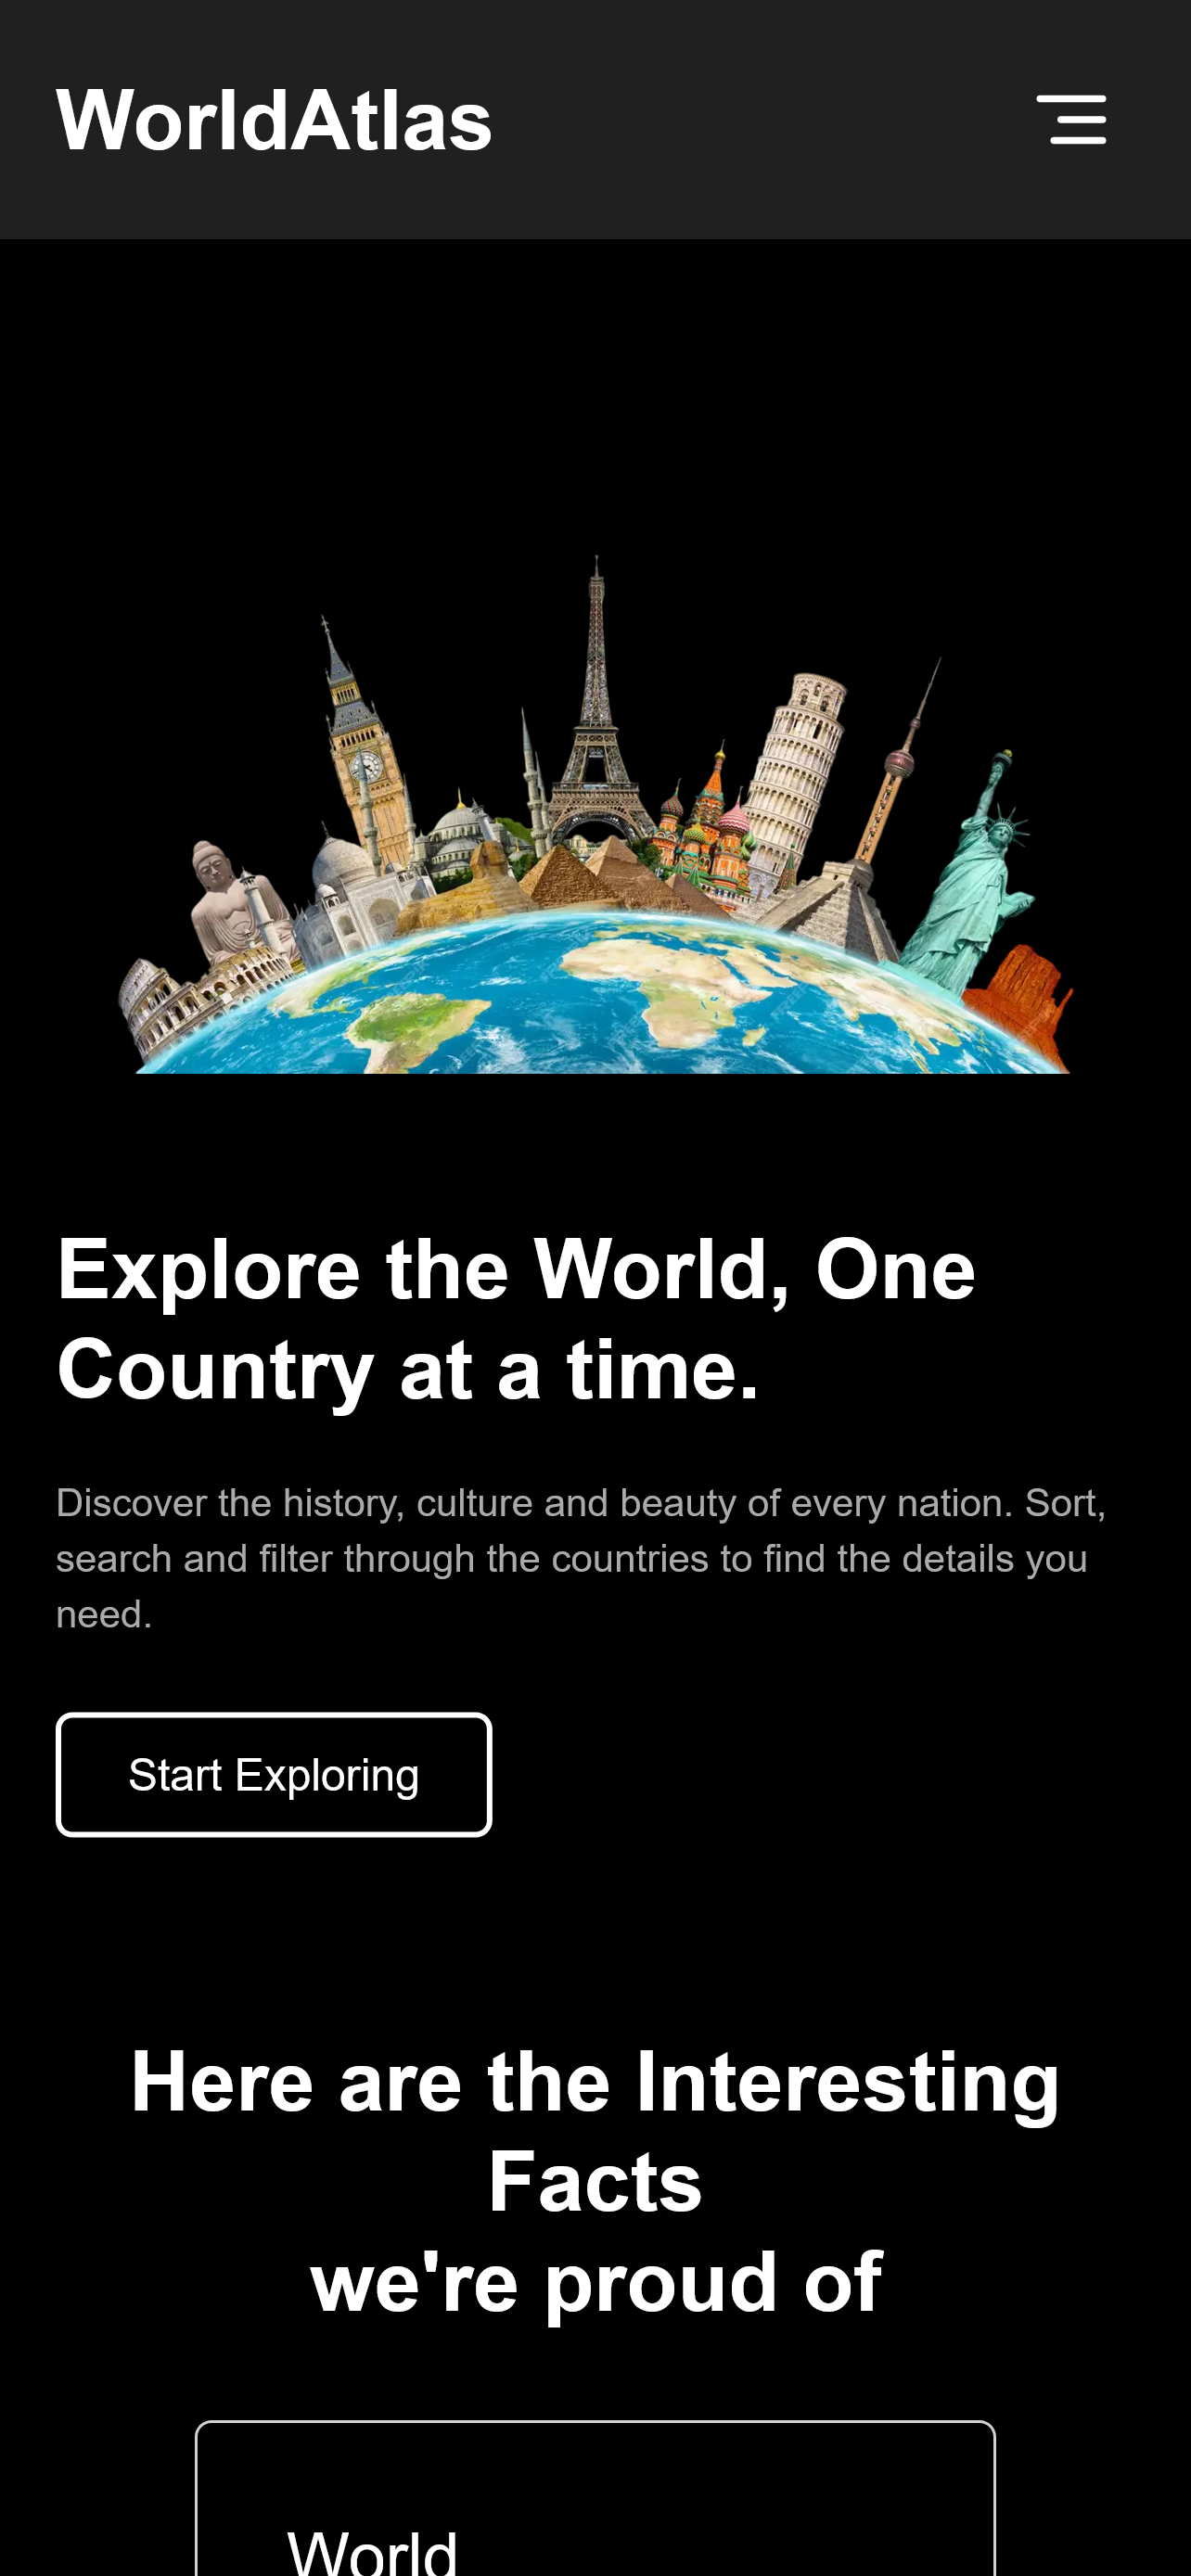 WorldAtlas
Explore the World, One
Country at a time.
Discover the history, culture and beauty of every nation. Sort,
search and filter through the countries to find the details you
need.
Start Exploring
Here are the Interesting
Facts
we're proud of
World